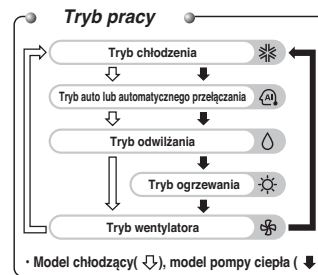 Tryb pracy
Tryb chłodzenia
Tryb auto lub automatycznego przełączania
AI
Tryb odwilżania
Tryb ogrzewania
Tryb wentylatora
· Model chłodzący( ), model pompy ciepła (